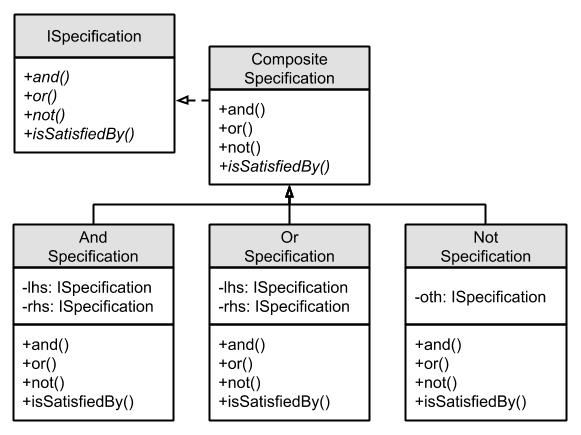 ISpecification
+and()
+or()
+not()
+isSatisfiedBy()
Composite
Specification
+and()
+or()
+not()
+isSatisfiedBy()
And
Specification
-lhs: ISpecification
-rhs: ISpecification
+and()
+or()
+not()
+isSatisfiedBy()
Or
Specification
-lhs: ISpecification
-rhs: ISpecification
+and()
+or()
+not()
+isSatisfiedBy()
Not
Specification
-oth: ISpecification
+and()
+or()
+not()
+isSatisfiedBy()